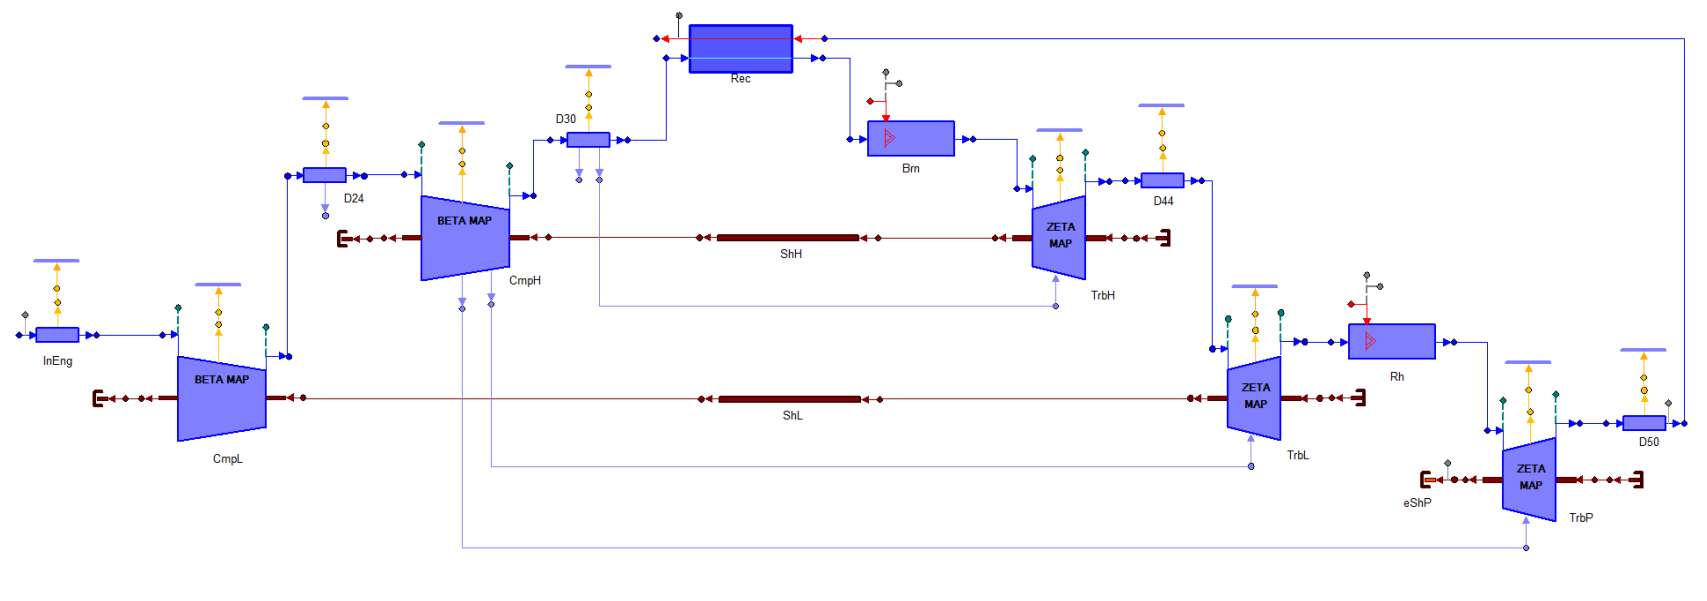 Rec
D30
Brn
D24
D44
BETA MAP
ZETA
MAP
ShH
CmpH
TrbH
InEng
BETA MAP
Rh
ZETA
MAP
ShL
CmpL
TrbL
D50
ZETA
MAP
eShP
TrbP